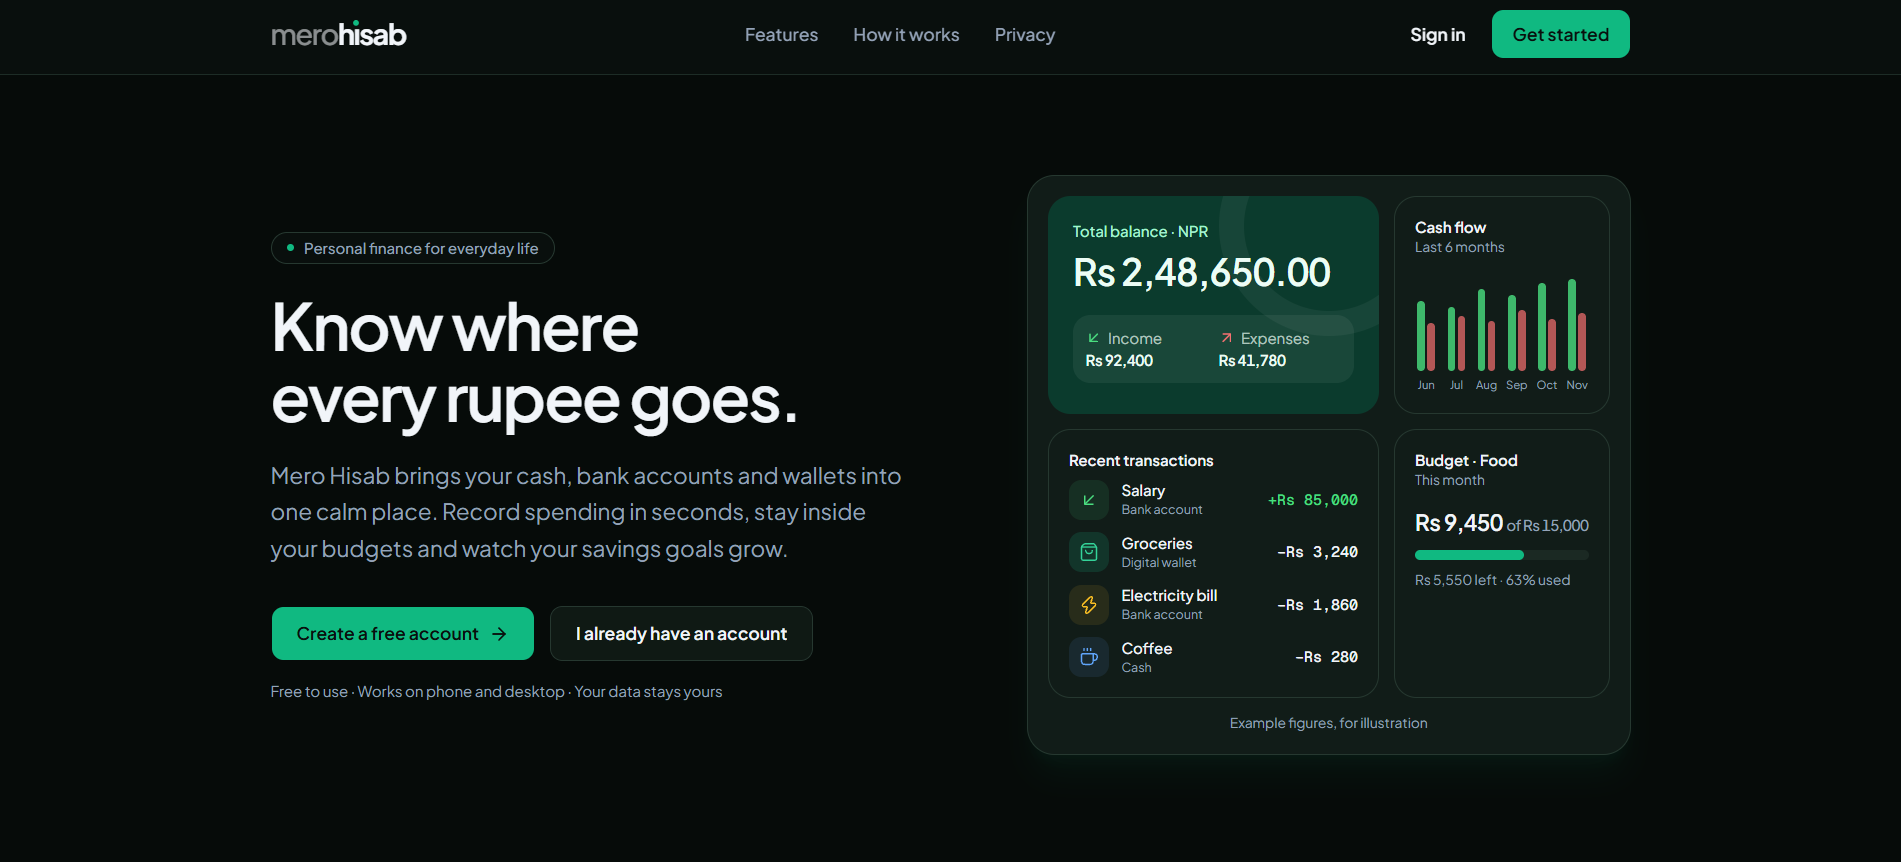 merohisab
Features
How it works
Privacy
Sign in
Get started
Personal finance for everyday life
Know where
every rupee goes.
Mero Hisab brings your cash, bank accounts and wallets into
one calm place. Record spending in seconds, stay inside
your budgets and watch your savings goals grow.
Create a free account
I already have an account
Free to use · Works on phone and desktop · Your data stays yours
Total balance · NPR
Rs 2,48,650.00
Income
Rs 92,400
Expenses
Rs 41,780
Cash flow
Last 6 months
Jun Jul Aug Sep Oct Nov
Recent transactions
Salary
Bank account
+Rs 85,000
Groceries
Digital wallet
−Rs 3,240
Electricity bill
Bank account
−Rs 1,860
Coffee
Cash
−Rs 280
Budget · Food
This month
Rs 9,450 of Rs 15,000
Rs 5,550 left · 63% used
Example figures, for illustration